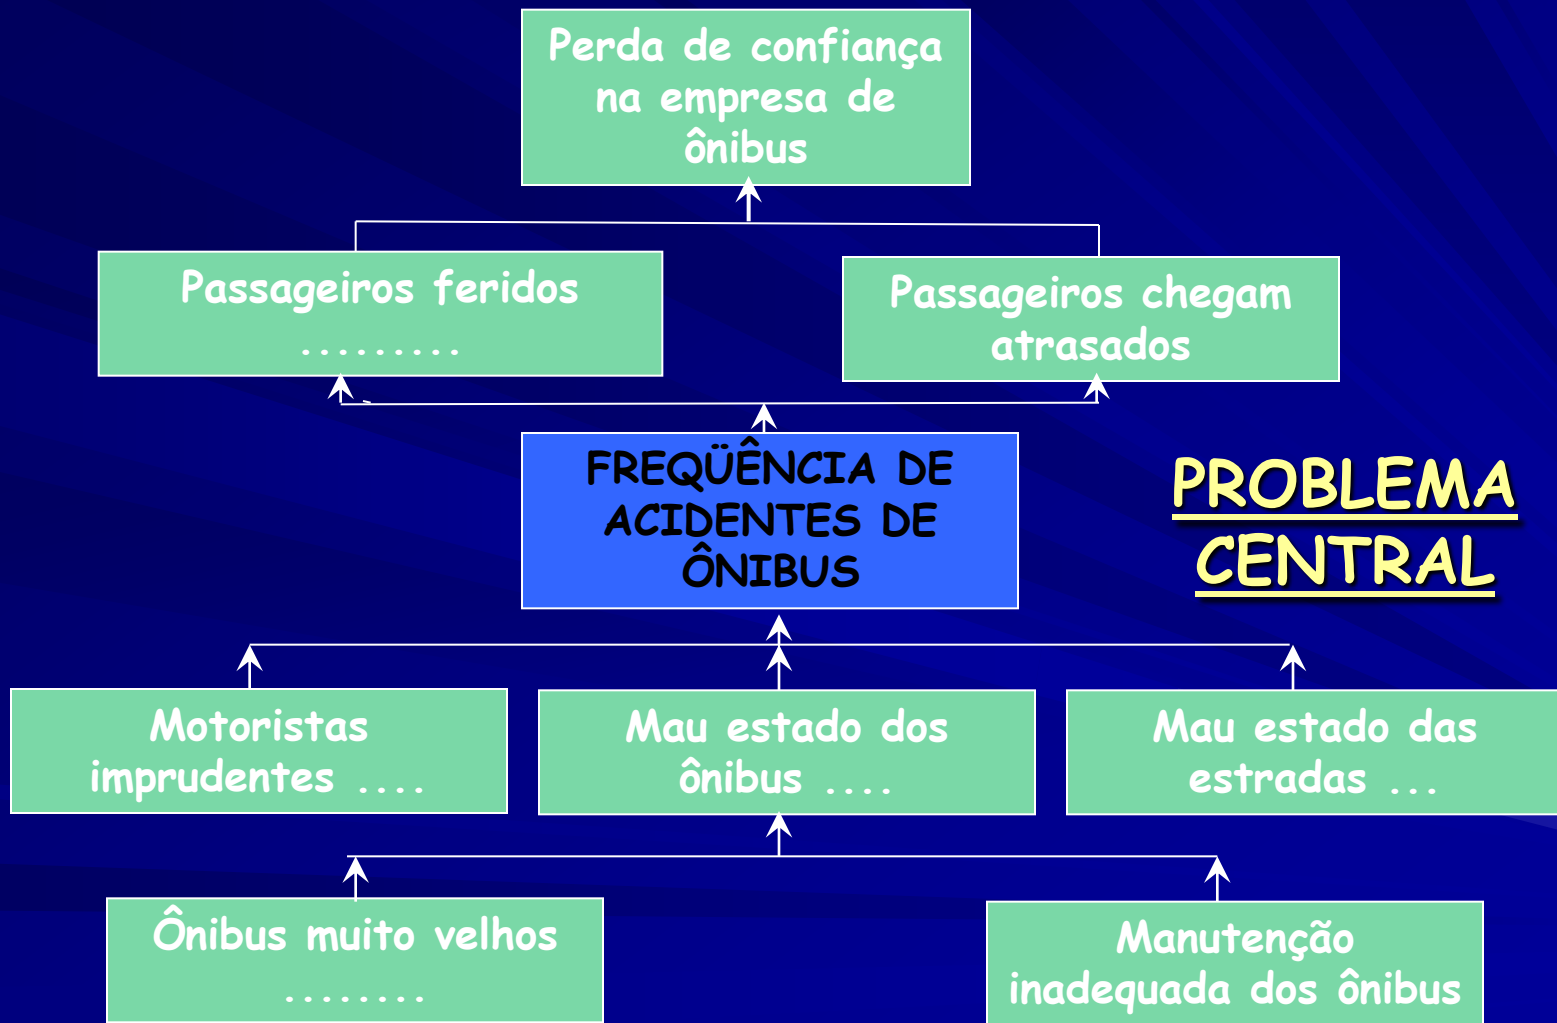 Perda de confiança
na empresa de
ônibus
Passageiros feridos
.........
Passageiros chegam
atrasados
FREQÜÊNCIA DE
ACIDENTES DE
ÔNIBUS
PROBLEMA
CENTRAL
Motoristas
imprudentes ....
Mau estado dos
ônibus ....
Mau estado das
estradas ...
Ônibus muito velhos
........
Manutenção
inadequada dos ônibus